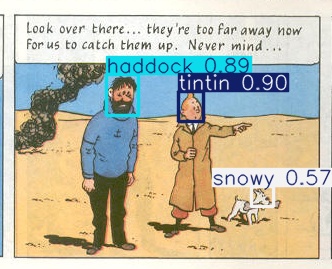 Look over there... they're too far away now
for us to catch them up. Never mind...
haddock 0.89
tintin 0.90
snowy 0.57